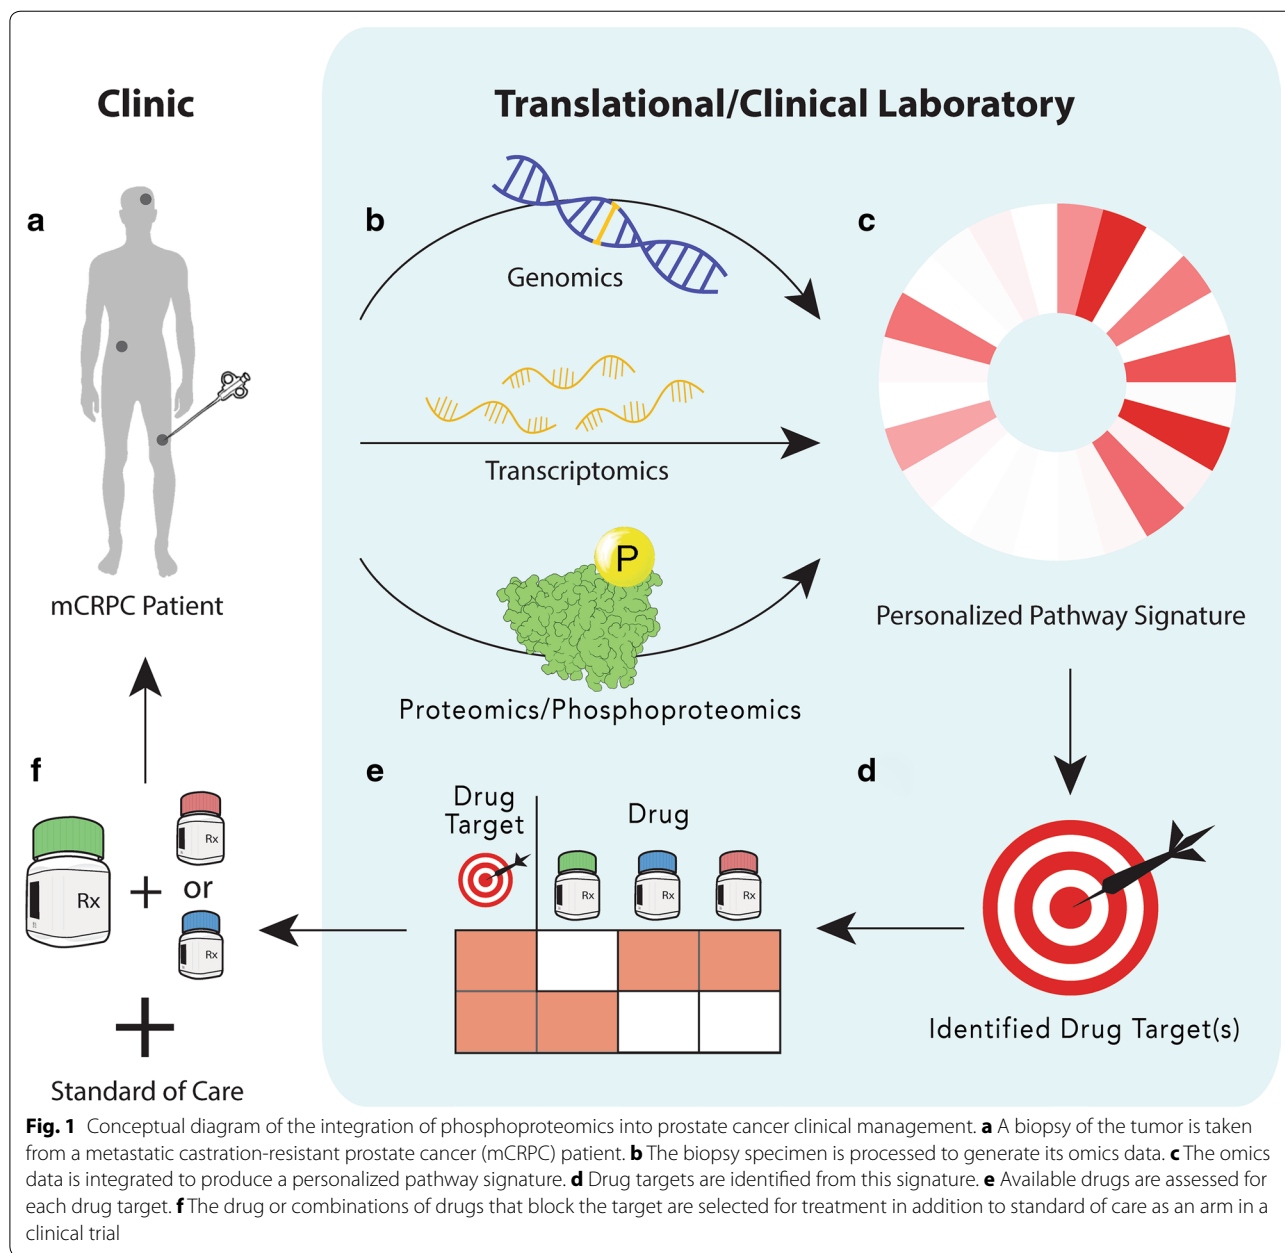 Clinic
Translational/Clinical Laboratory
a
b
c
Genomics
Transcriptomics
P
mCRPC Patient
Personalized Pathway Signature
Proteomics/Phosphoproteomics
f
e
d
Drug
Target
Drug
Rx
Rx
or
Rx
Rx
Rx
Rx
Identified Drug Target(s)
Standard of Care
Fig. 1 Conceptual diagram of the integration of phosphoproteomics into prostate cancer clinical management. a A biopsy of the tumor is taken
from a metastatic castration-resistant prostate cancer (mCRPC) patient. b The biopsy specimen is processed to generate its omics data. c The omics
data is integrated to produce a personalized pathway signature. d Drug targets are identified from this signature. e Available drugs are assessed for
each drug target. f The drug or combinations of drugs that block the target are selected for treatment in addition to standard of care as an arm in a
clinical trial